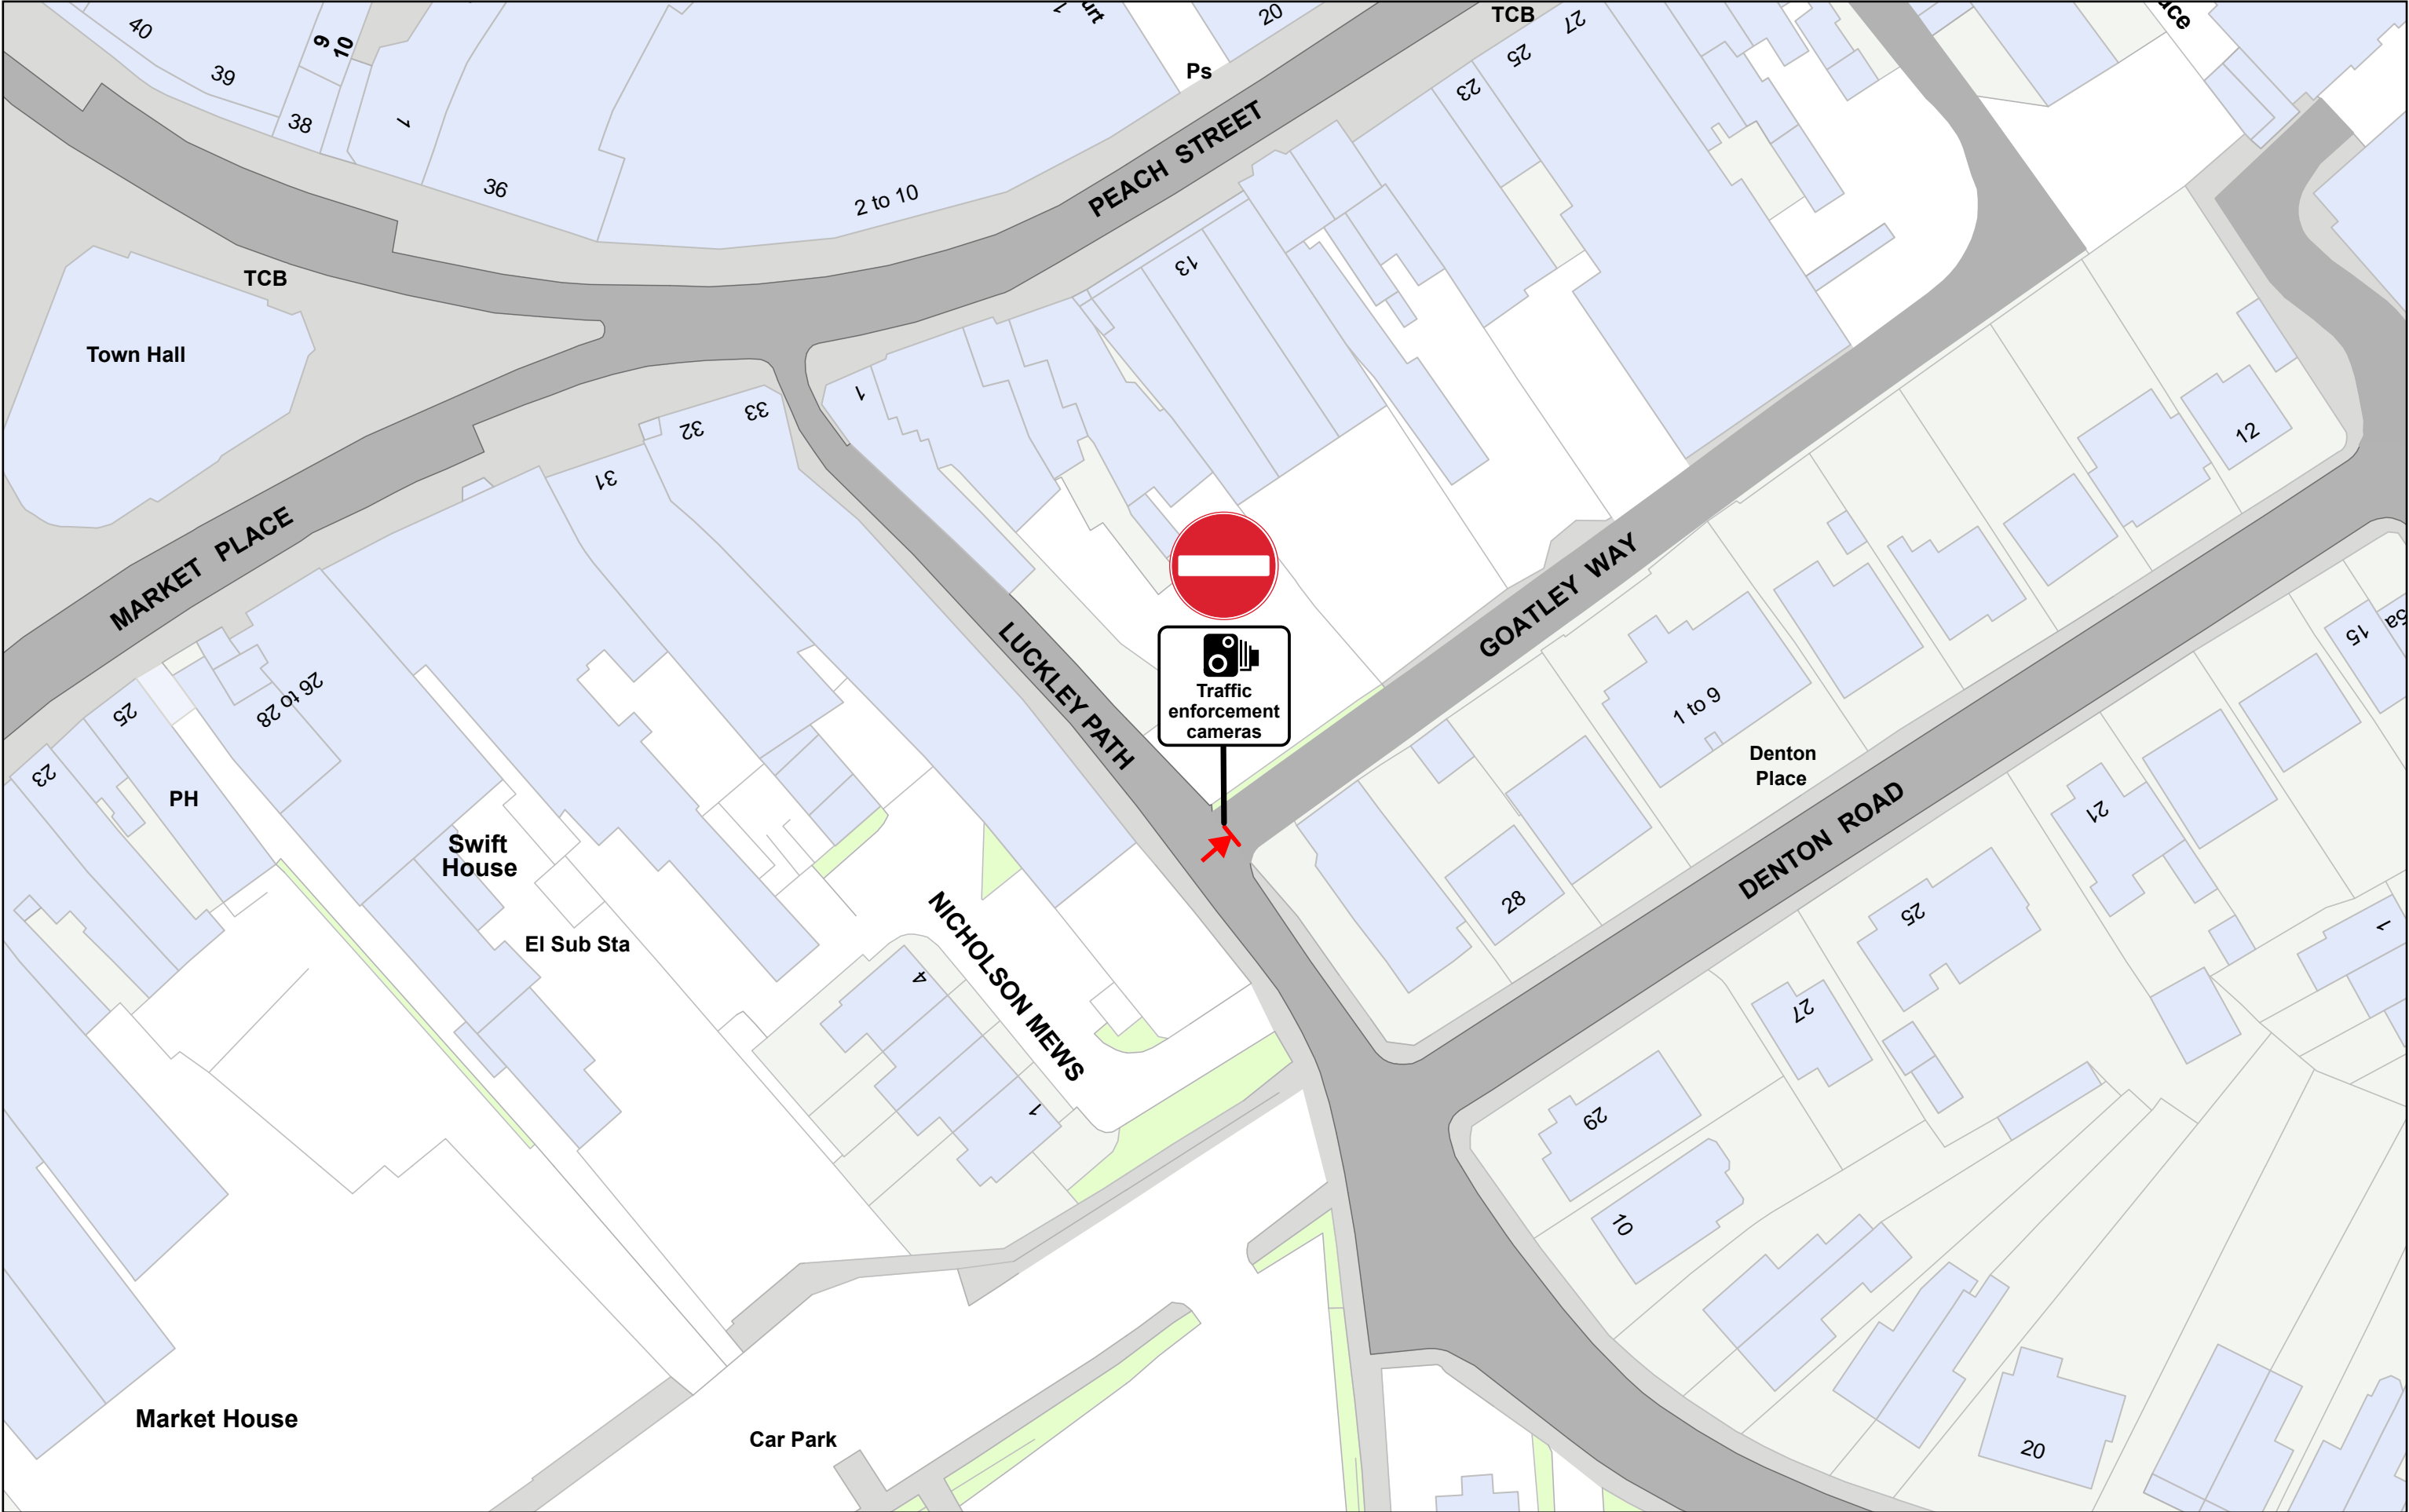 40
39
9
10
38
1
36
1
20
Ps
TCB
27
25
23
PEACH STREET
2 to 10
13
TCB
Town Hall
1
33
32
31
12
MARKET PLACE
GOATLEY WAY
LUCKLEY PATH
Traffic
enforcement
cameras
15
26 to 28
25
23
PH
1 to 9
Denton
Place
DENTON ROAD
21
Swift
House
El Sub Sta
28
25
1
NICHOLSON MEWS
4
1
27
29
10
Market House
Car Park
20